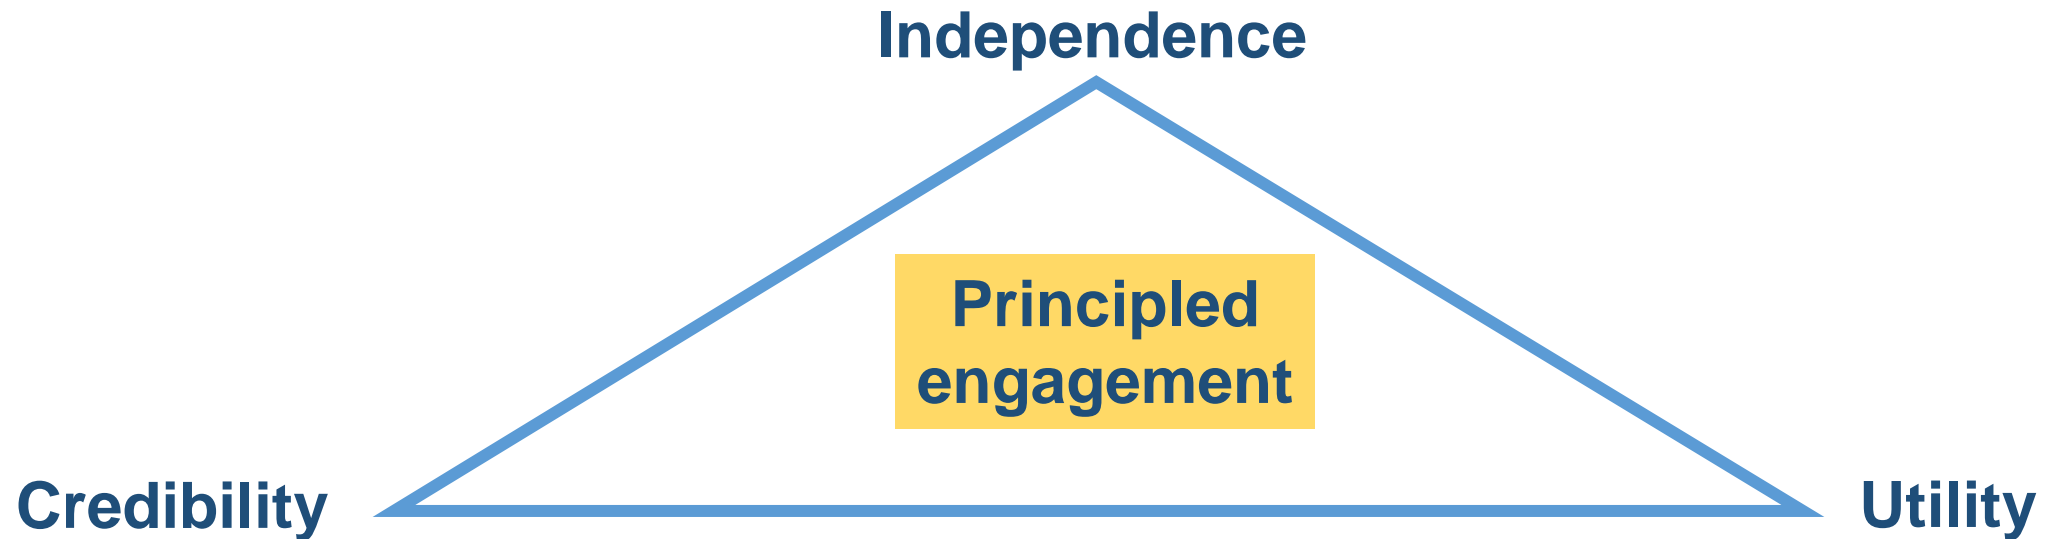 Independence
Principled
engagement
Credibility
Utility